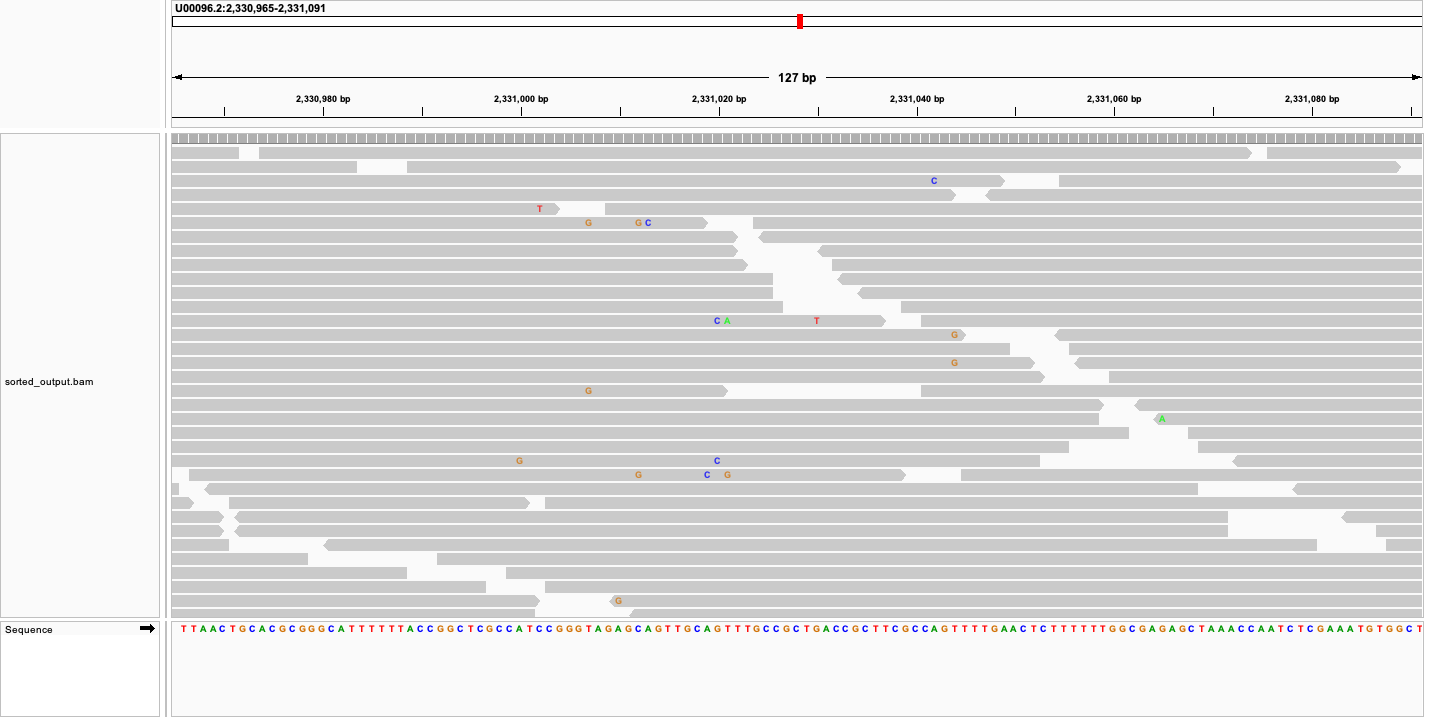 U00096.2:2,330,965-2,331,091
127 bp
2,330,980 bp 2,331,000 bp 2,331,020 bp 2,331,040 bp 2,331,060 bp 2,331,080 bp
C
T
G G C
C A T
G
G
G
A
G C
G C G
G
sorted_output.bam
Sequence TTAACTGCACGCGGGCATTTTTTACCGGCTCGCCATCCGGGTAGAGCAGTTGCAGTTTGCCGCTGACCGCTTCGCCAGTTTTGAACTCTTTTTTGGCGAGAGCTAAACCAATCTCGAAATGTGGCT